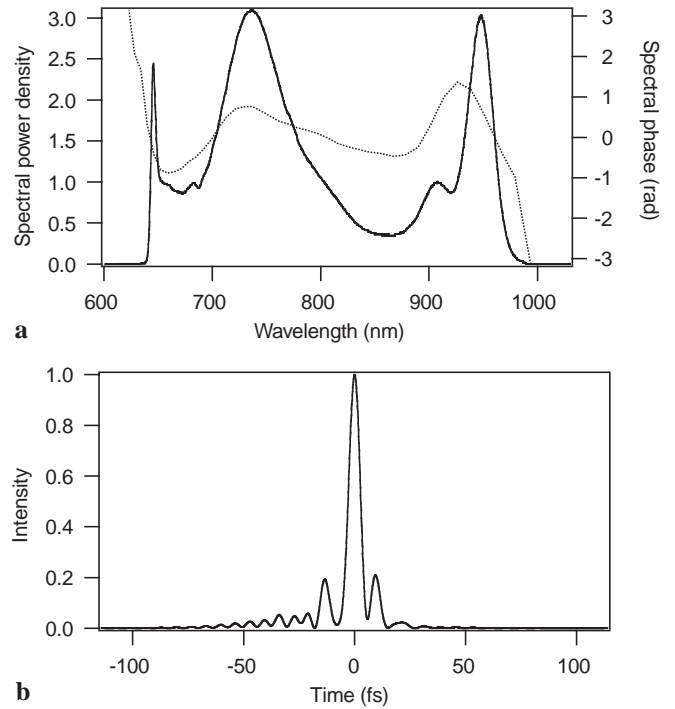 3.0
2.5
2.0
1.5
1.0
0.5
0.0
Spectral power density
3
2
1
0
-1
-2
-3
Spectral phase (rad)
600 700 800 900 1000
Wavelength (nm)
a
1.0
0.8
0.6
0.4
0.2
0.0
Intensity
-100 -50 0 50 100
Time (fs)
b